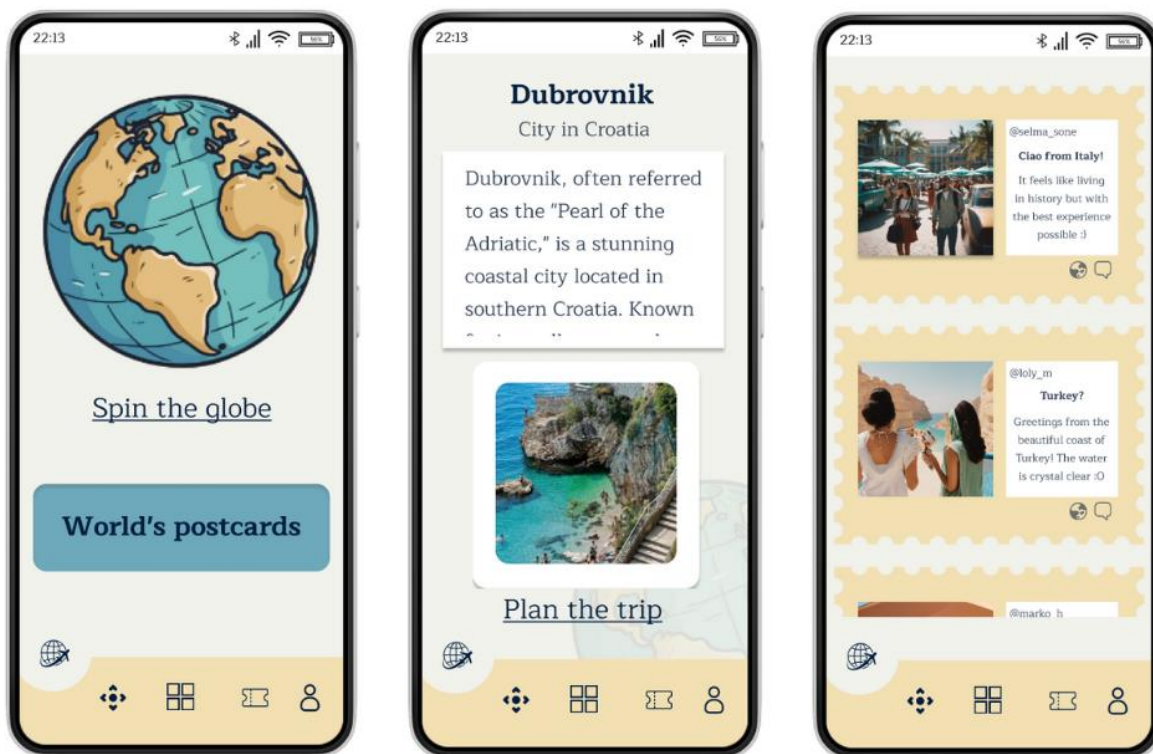 22:13
56%
Spin the globe
World's postcards
22:13
56%
Dubrovnik
City in Croatia
Dubrovnik, often referred
to as the "Pearl of the
Adriatic," is a stunning
coastal city located in
southern Croatia. Known
Plan the trip
22:13
56%
@selma_sone
Ciao from Italy!
It feels like living
in history but with
the best experience
possible :)
@loly_m
Turkey?
Greetings from the
beautiful coast of
Turkey! The water
is crystal clear :O
@marko_h